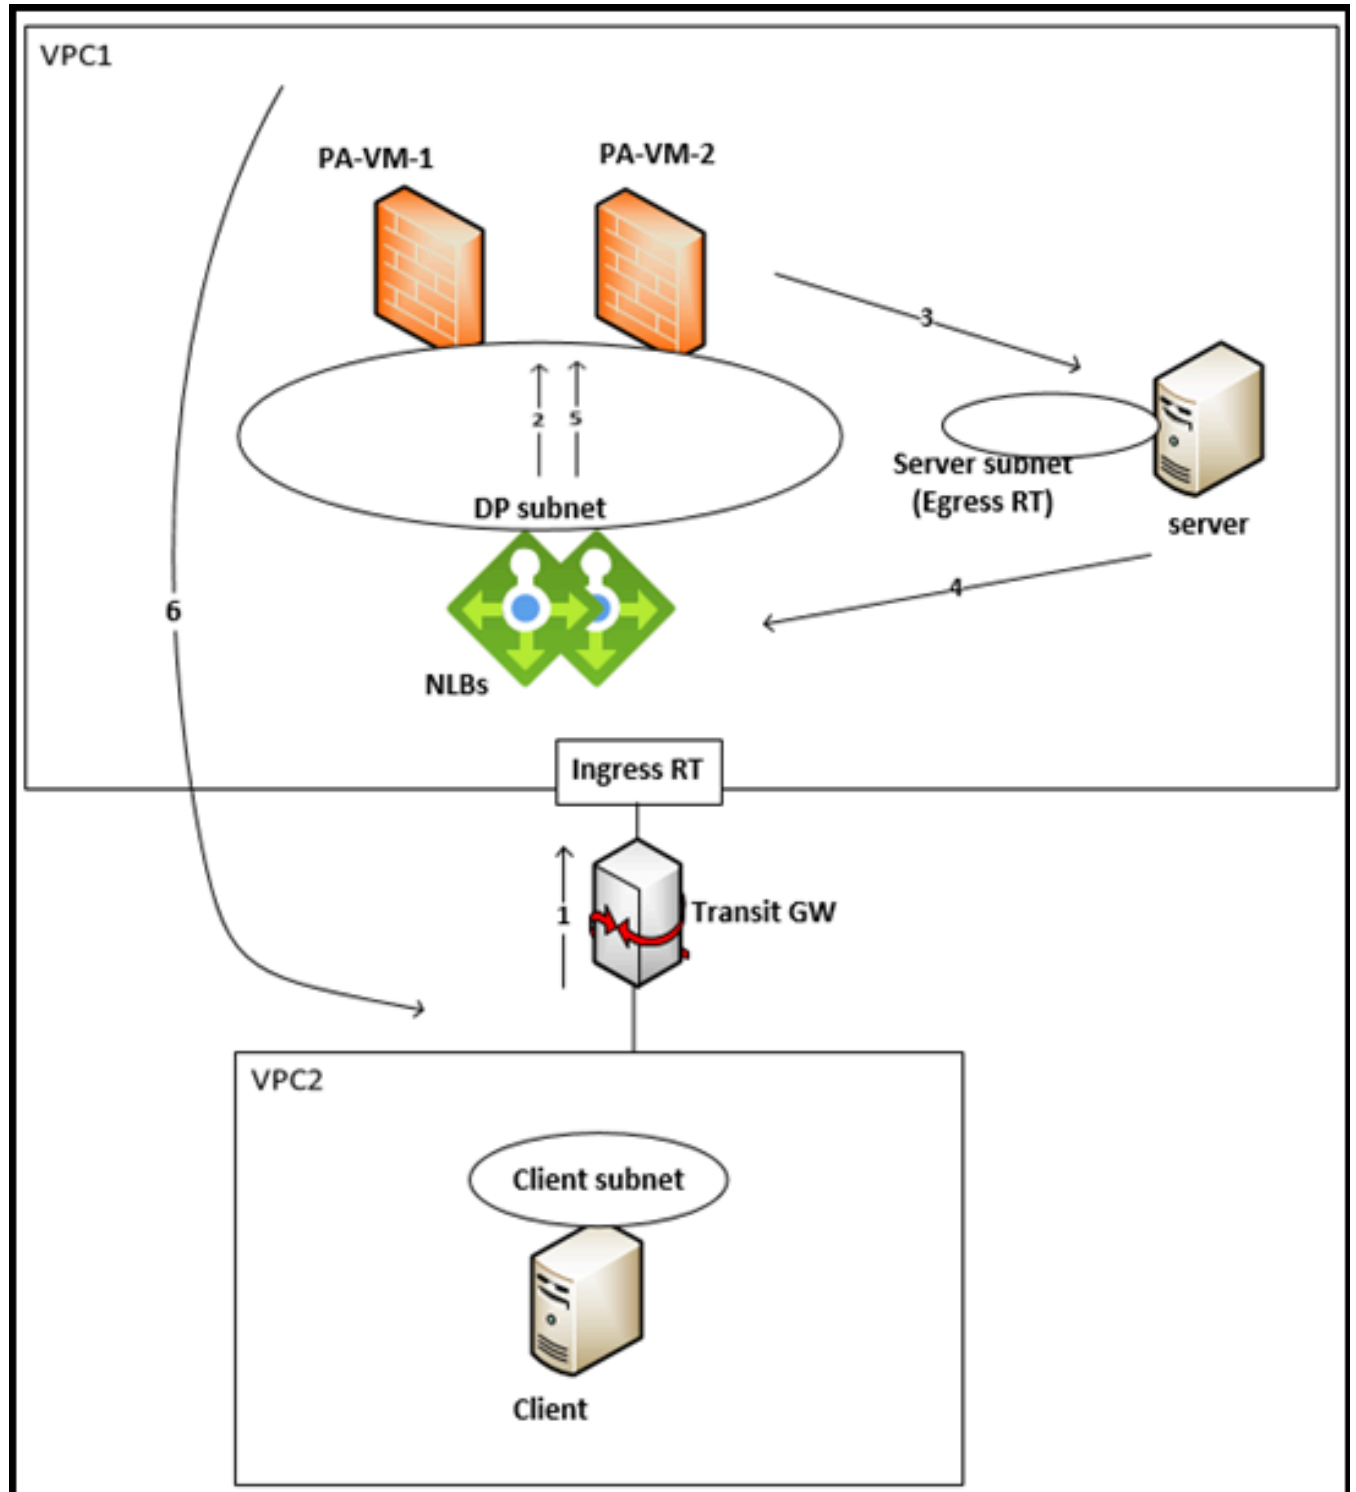 VPC1
PA-VM-1
PA-VM-2
3
2
5
Server subnet
(Egress RT)
DP subnet
server
4
6
NLBs
Ingress RT
1
Transit GW
VPC2
Client subnet
Client